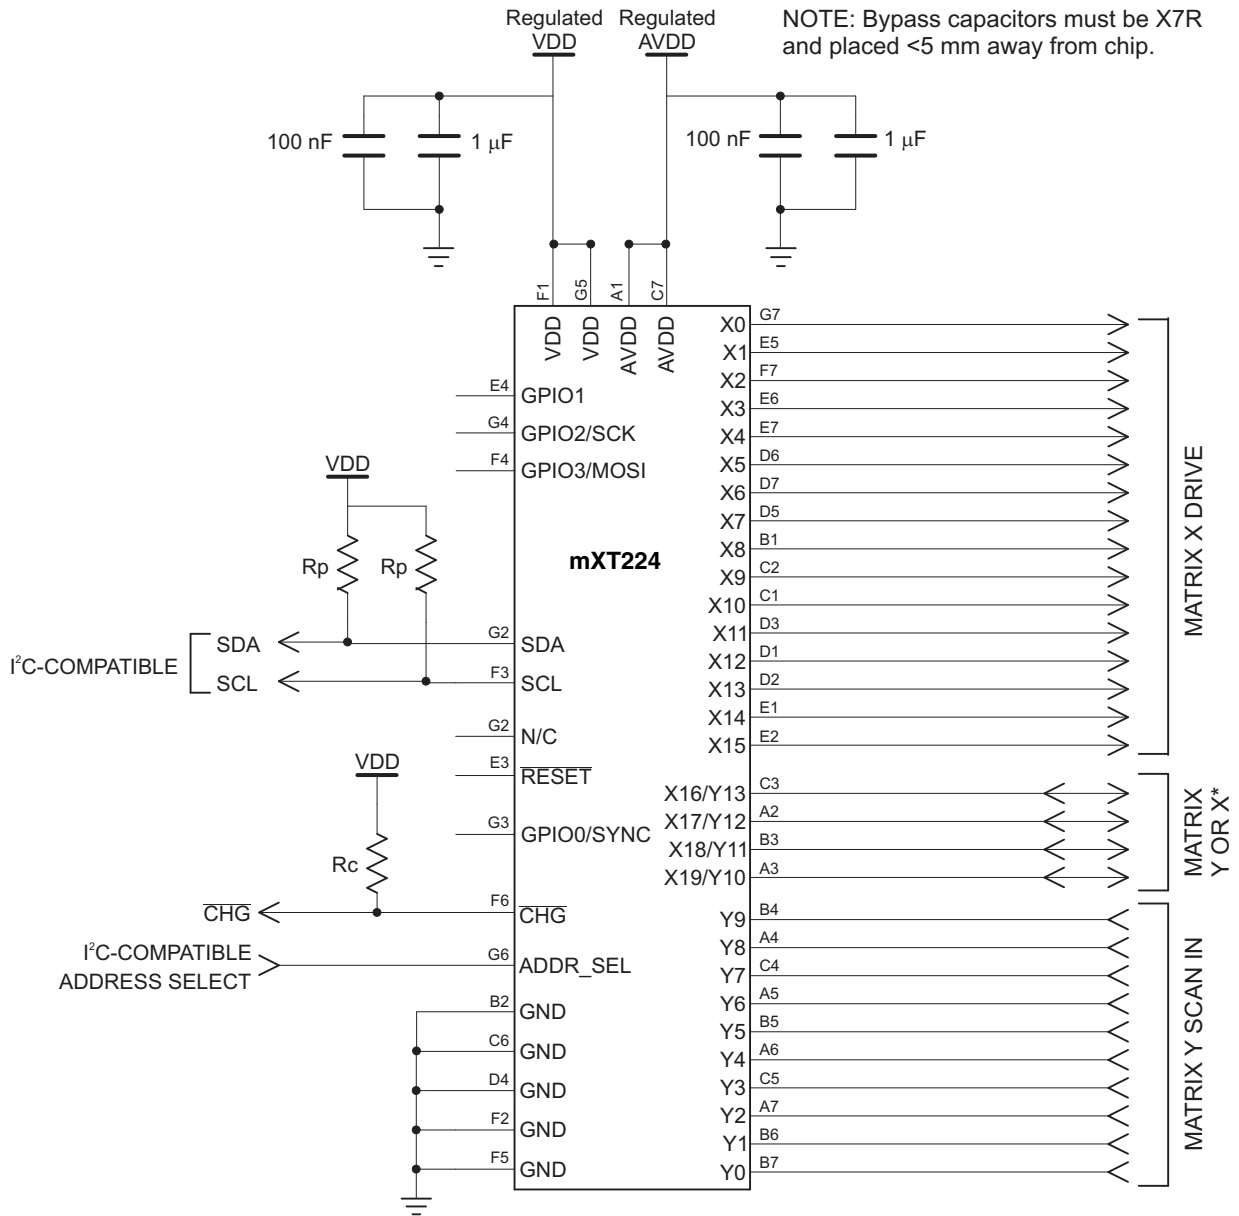 Regulated
VDD
Regulated
AVDD
NOTE: Bypass capacitors must be X7R
and placed <5 mm away from chip.
100 nF
1 μF
100 nF
1 μF
F1
G5
A1
C7
VDD
VDD
AVDD
AVDD
E4 GPIO1
G4 GPIO2/SCK
F4 GPIO3/MOSI
VDD
Rp
Rp
mXT224
I²C-COMPATIBLE
SDA
G2 SDA
SCL
F3 SCL
G2 N/C
E3 RESET
VDD
G3 GPIO0/SYNC
Rc
CHG
F6 CHG
I²C-COMPATIBLE
ADDRESS SELECT
G6 ADDR_SEL
B2 GND
C6 GND
D4 GND
F2 GND
F5 GND
X0 G7
X1 E5
X2 F7
X3 E6
X4 E7
X5 D6
X6 D7
X7 D5
X8 B1
X9 C2
X10 C1
X11 D3
X12 D1
X13 D2
X14 E1
X15 E2
MATRIX X DRIVE
X16/Y13 C3
X17/Y12 A2
X18/Y11 B3
X19/Y10 A3
MATRIX
Y OR X*
Y9 B4
Y8 A4
Y7 C4
Y6 A5
Y5 B5
Y4 A6
Y3 C5
Y2 A7
Y1 B6
Y0 B7
MATRIX Y SCAN IN